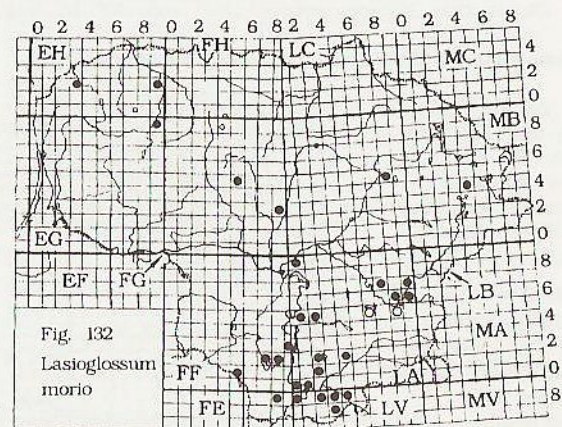 0 2 4 6 8 0 2 4 6 8 0 2 4 6 8 0 2 4 6 8
EH FH LC MC
4
2
0
MB
8
6
4
2
0
EG
EF FG LB
8
6
MA
4
2
0
Fig. 132
Lasioglossum
morio
FF LA
FE LV MV
8